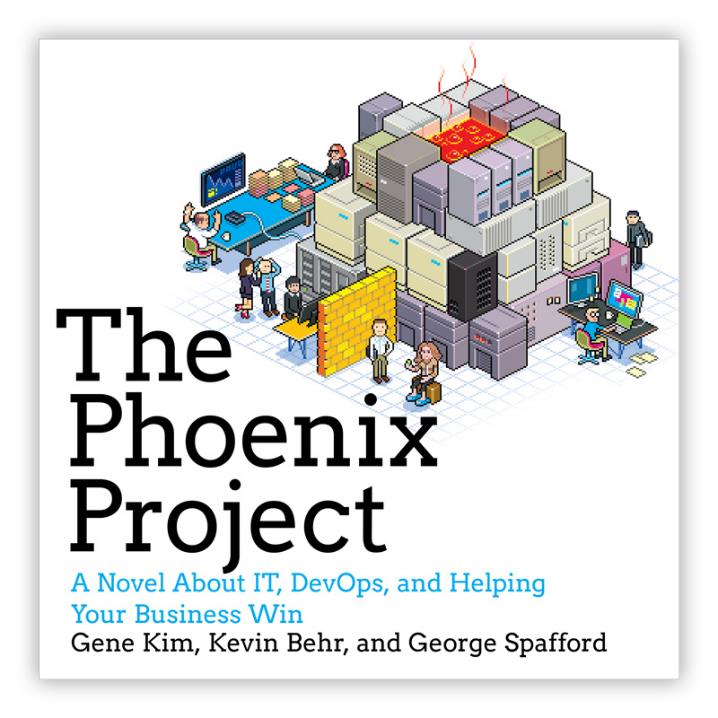 The
Phoenix
Project
A Novel About IT, DevOps, and Helping
Your Business Win
Gene Kim, Kevin Behr, and George Spafford